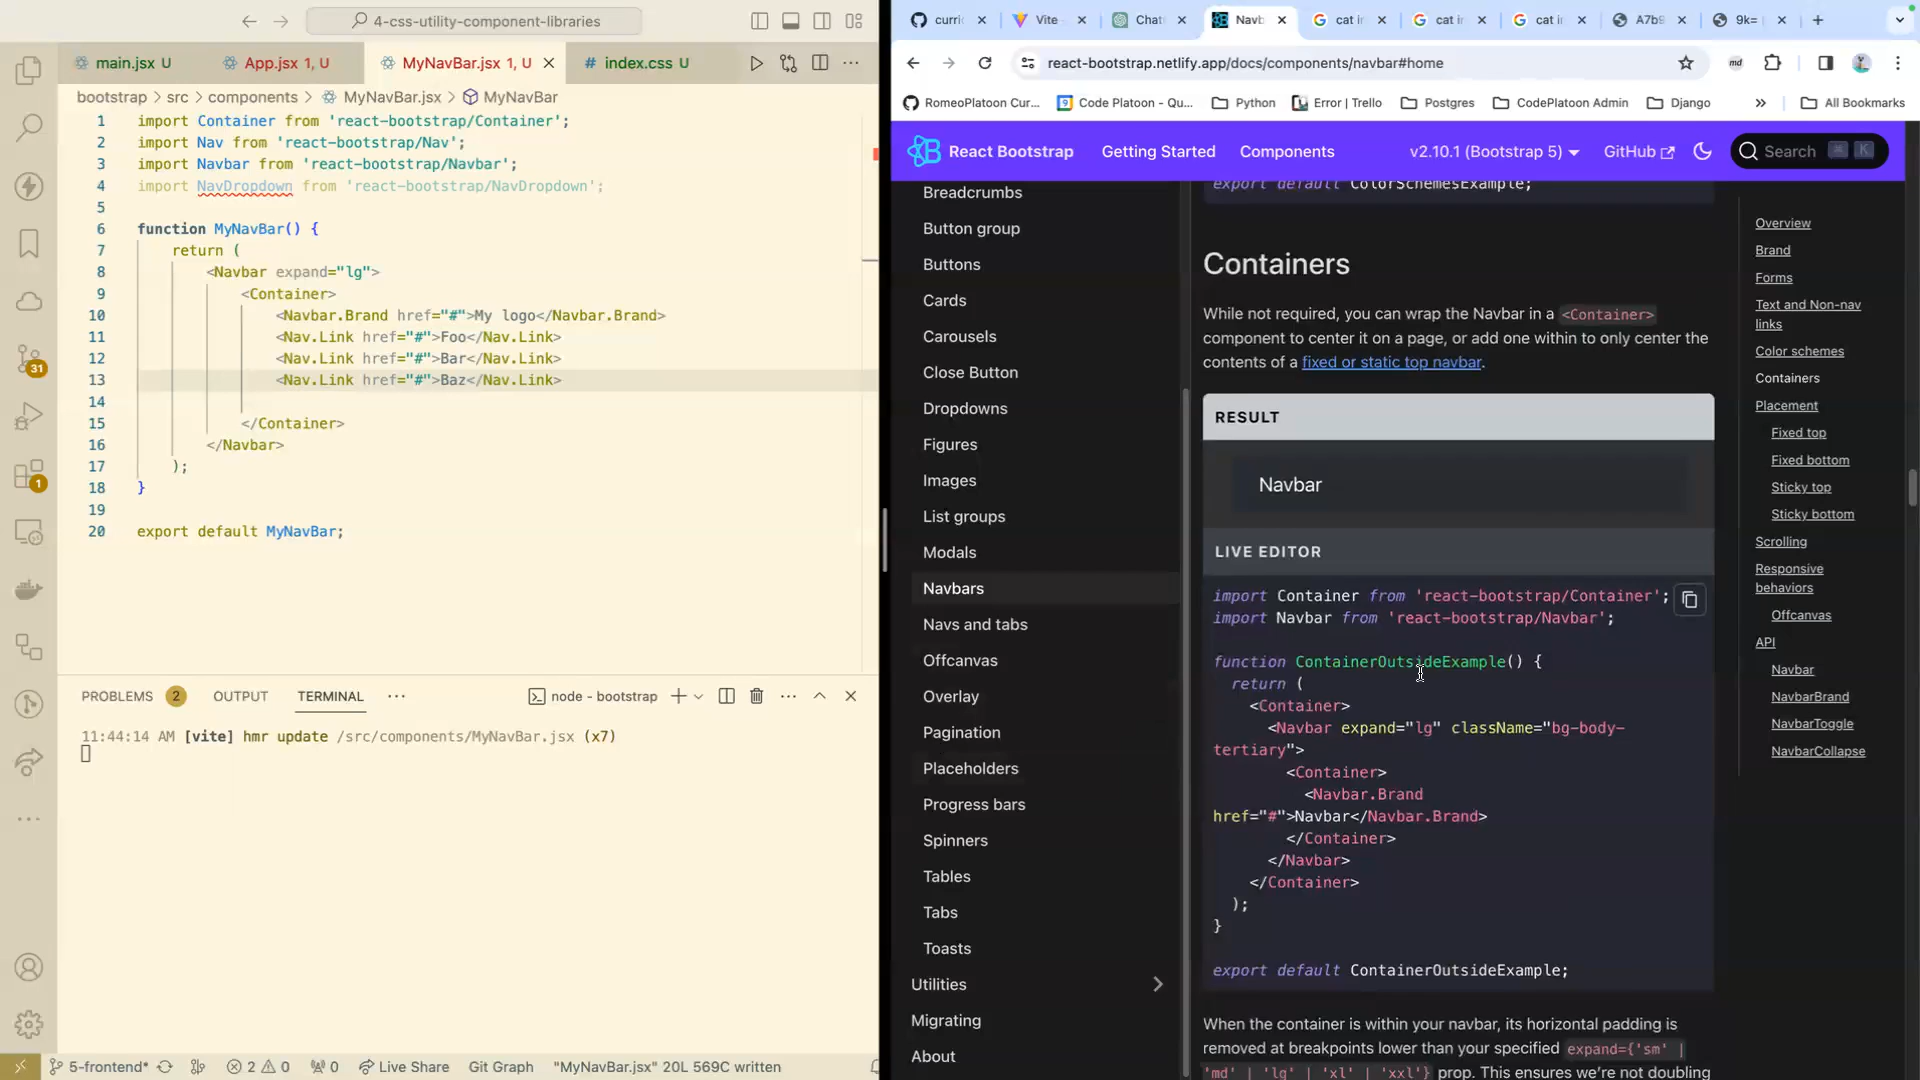 4-css-utility-component-libraries
main.jsx U
App.jsx 1, U
MyNavBar.jsx 1, U
index.css U
bootstrap > src > components > MyNavBar.jsx > MyNavBar
1 import Container from 'react-bootstrap/Container';
2 import Nav from 'react-bootstrap/Nav';
3 import Navbar from 'react-bootstrap/Navbar';
4 import NavDropdown from 'react-bootstrap/NavDropdown';
5
6 function MyNavBar() {
7 return (
8 <Navbar expand="lg">
9 <Container>
10 <Navbar.Brand href="#">My logo</Navbar.Brand>
11 <Nav.Link href="#">Foo</Nav.Link>
12 <Nav.Link href="#">Bar</Nav.Link>
13 <Nav.Link href="#">Baz</Nav.Link>
14
15 </Container>
16 </Navbar>
17 );
18 }
19
20 export default MyNavBar;
31
1
PROBLEMS 2 OUTPUT TERMINAL ···
node - bootstrap
11:44:14 AM [vite] hmr update /src/components/MyNavBar.jsx (x7)
5-frontend* 2 0 0 Live Share Git Graph "MyNavBar.jsx" 20L 569C written
curri
Vite
Chat
Navb
cat ir
cat ir
cat i
A7b9
9k=
react-bootstrap.netlify.app/docs/components/navbar#home
md
RomeoPlatoon Cur...
Code Platoon - Qu...
Python
Error | Trello
Postgres
CodePlatoon Admin
Django
All Bookmarks
React Bootstrap
Getting Started
Components
v2.10.1 (Bootstrap 5)
GitHub
Search
K
Breadcrumbs
Button group
Buttons
Cards
Carousels
Close Button
Dropdowns
Figures
Images
List groups
Modals
Navbars
Navs and tabs
Offcanvas
Overlay
Pagination
Placeholders
Progress bars
Spinners
Tables
Tabs
Toasts
Utilities
Migrating
About
export default ColorSchemesExample;
Containers
While not required, you can wrap the Navbar in a <Container>
component to center it on a page, or add one within to only center the
contents of a fixed or static top navbar.
RESULT
Navbar
LIVE EDITOR
import Container from 'react-bootstrap/Container';
import Navbar from 'react-bootstrap/Navbar';
function ContainerOutsideExample() {
return (
<Container>
<Navbar expand="lg" className="bg-body-
tertiary">
<Container>
<Navbar.Brand
href="#">Navbar</Navbar.Brand>
</Container>
</Navbar>
</Container>
);
}
export default ContainerOutsideExample;
When the container is within your navbar, its horizontal padding is
removed at breakpoints lower than your specified expand={'sm' |
'md' | 'lg' | 'xl' | 'xxl'} prop. This ensures we're not doubling
Overview
Brand
Forms
Text and Non-nav
links
Color schemes
Containers
Placement
Fixed top
Fixed bottom
Sticky top
Sticky bottom
Scrolling
Responsive
behaviors
Offcanvas
API
Navbar
NavbarBrand
NavbarToggle
NavbarCollapse